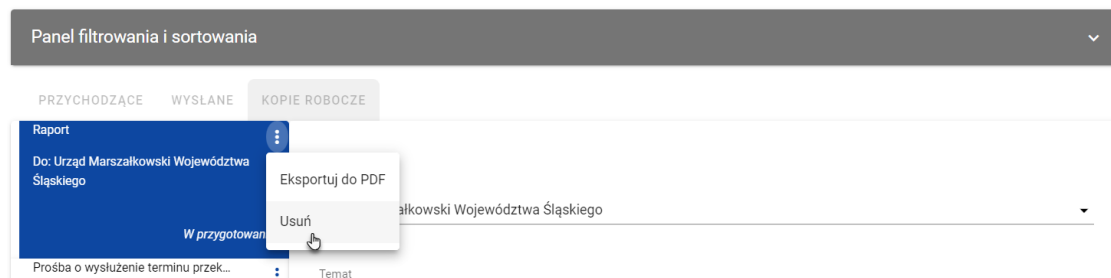 Panel filtrowania i sortowania
PRZYCHODZĄCE WYSŁANE KOPIE ROBOCZE
Raport
Do: Urząd Marszałkowski Województwa
Śląskiego
W przygotowan
Eksportuj do PDF
Usuń
ałkowski Województwa Śląskiego
Prośba o wysłużenie terminu przek...
Temat